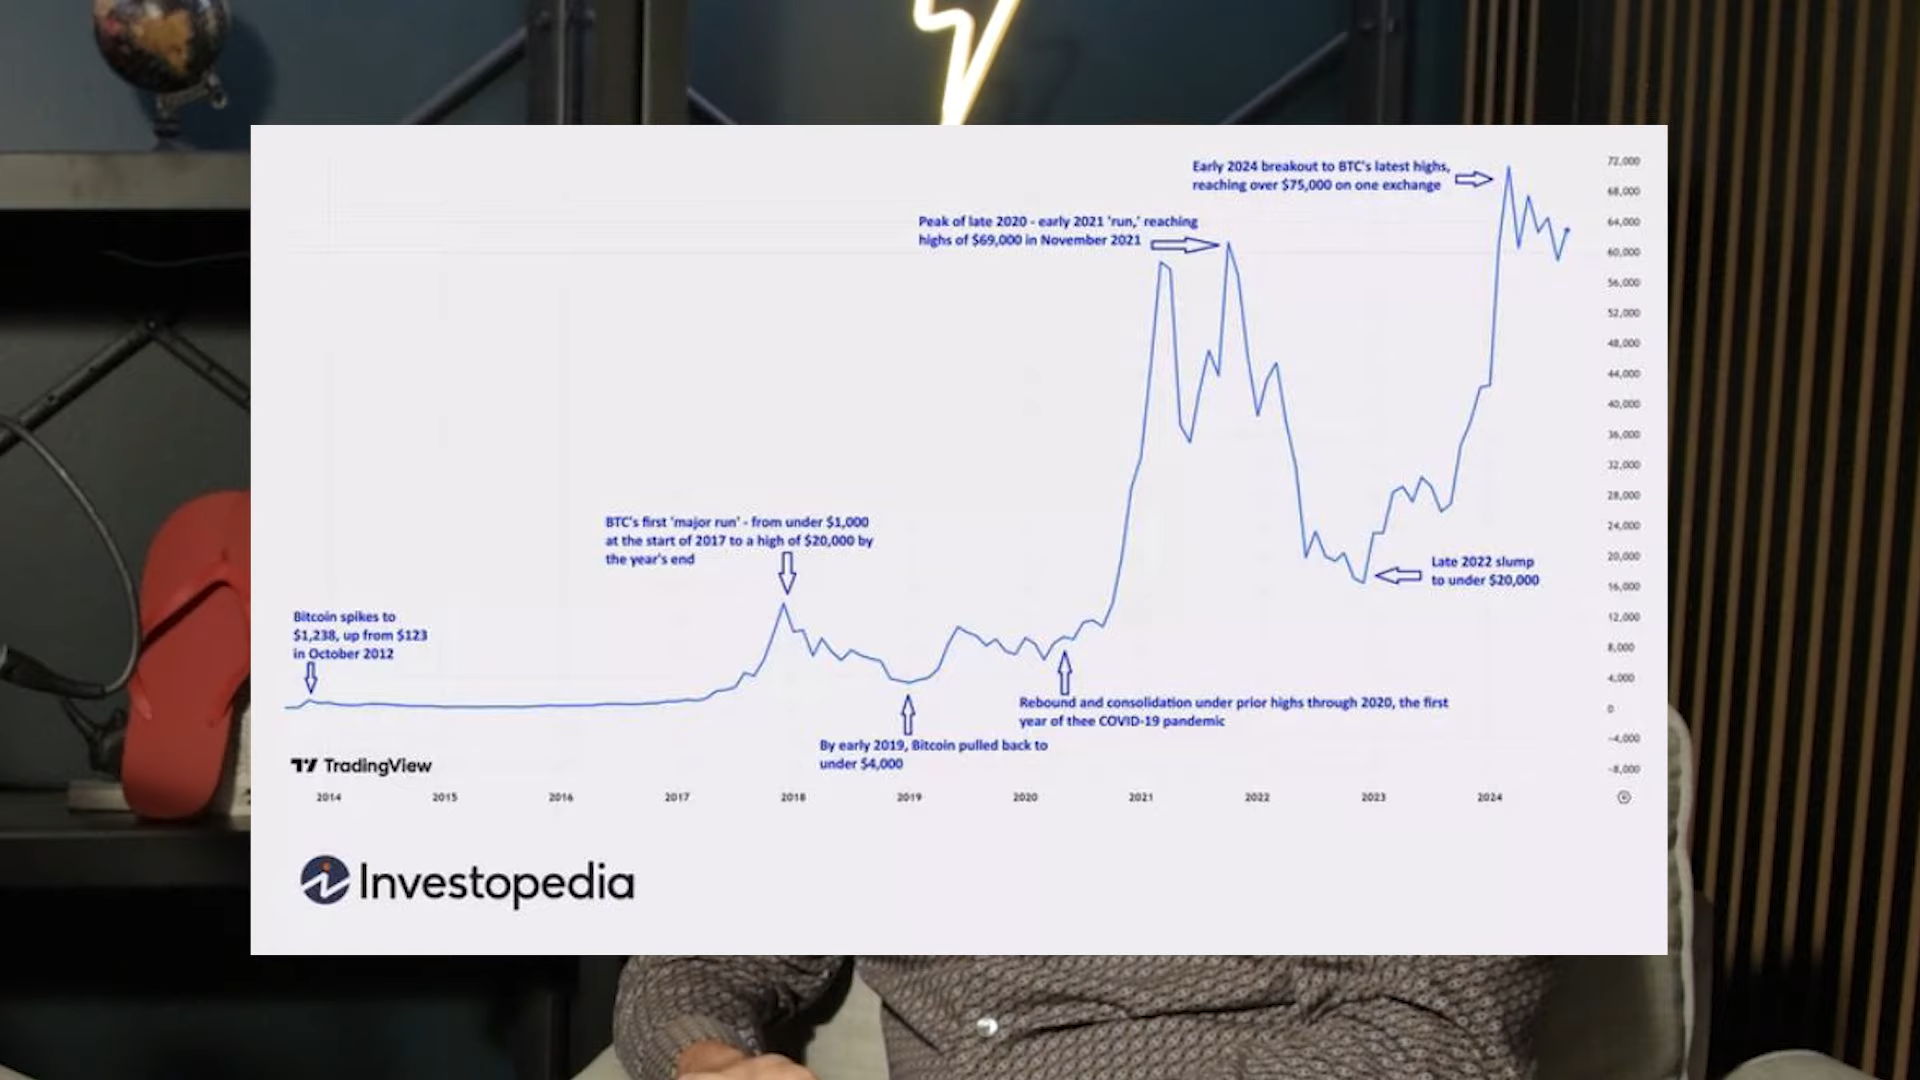 Early 2024 breakout to BTC's latest highs,
reaching over $75,000 on one exchange
Peak of late 2020 - early 2021 'run,' reaching
highs of $69,000 in November 2021
BTC's first 'major run' - from under $1,000
at the start of 2017 to a high of $20,000 by
the year's end
Late 2022 slump
to under $20,000
Bitcoin spikes to
$1,238, up from $123
in October 2012
Rebound and consolidation under prior highs through 2020, the first
year of thee COVID-19 pandemic
By early 2019, Bitcoin pulled back to
under $4,000
72,000
68,000
64,000
60,000
56,000
52,000
48,000
44,000
40,000
36,000
32,000
28,000
24,000
20,000
16,000
12,000
8,000
4,000
0
-4,000
-8,000
TradingView
2014 2015 2016 2017 2018 2019 2020 2021 2022 2023 2024
Investopedia